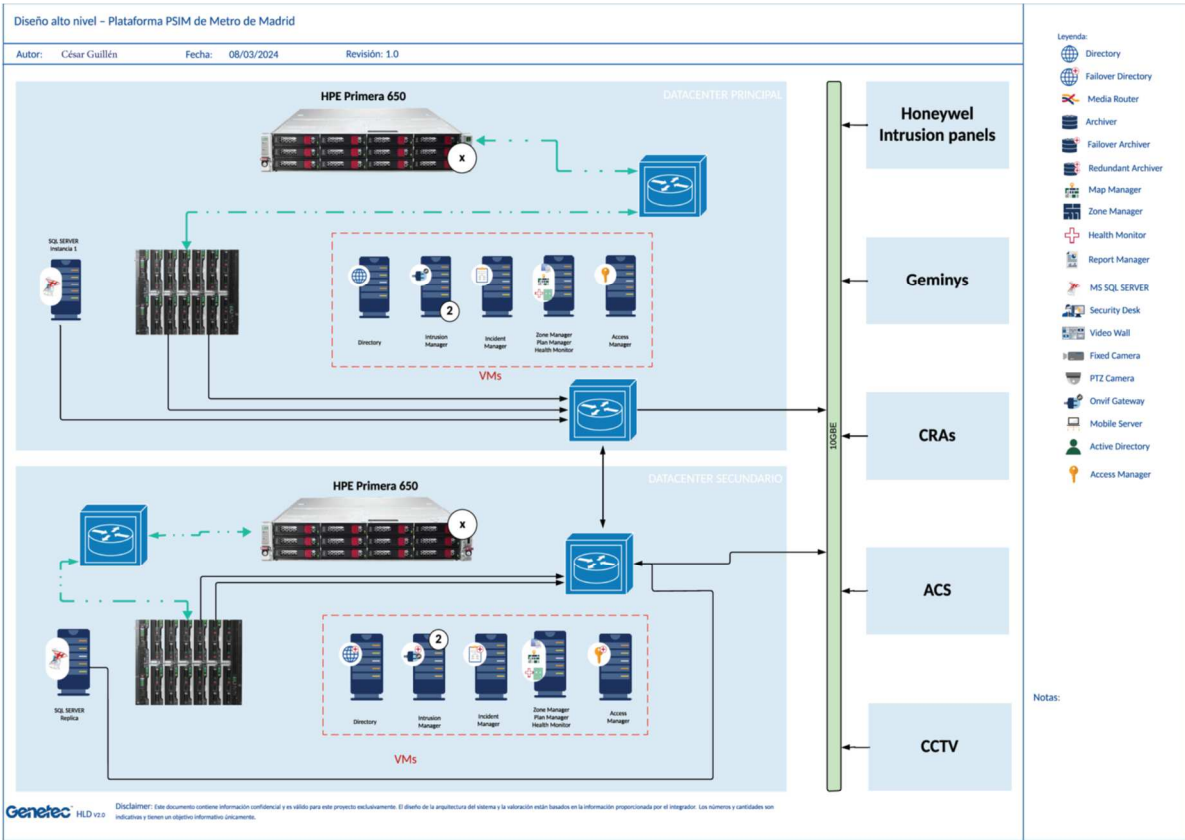 Diseño alto nivel – Plataforma PSIM de Metro de Madrid
Autor: César Guillén Fecha: 08/03/2024 Revisión: 1.0
HPE Primera 650
DATACENTER PRINCIPAL
x
SQL SERVER
Instancia 1
2
Directory
Intrusion
Manager
Incident
Manager
Zone Manager
Plan Manager
Health Monitor
Access
Manager
VMs
HPE Primera 650
DATACENTER SECUNDARIO
x
SQL SERVER
Replica
2
Directory
Intrusion
Manager
Incident
Manager
Zone Manager
Plan Manager
Health Monitor
Access
Manager
VMs
10GBE
Honeywel
Intrusion panels
Geminys
CRAs
ACS
CCTV
Leyenda:
Directory
Failover Directory
Media Router
Archiver
Failover Archiver
Redundant Archiver
Map Manager
Zone Manager
Health Monitor
Report Manager
MS SQL SERVER
Security Desk
Video Wall
Fixed Camera
PTZ Camera
Onvif Gateway
Mobile Server
Active Directory
Access Manager
Notas:
Genetec HLD V2.0
Disclaimer: Este documento contiene información confidencial y es válido para este proyecto exclusivamente. El diseño de la arquitectura del sistema y la valoración están basados en la información proporcionada por el integrador. Los números y cantidades son
indicativas y tienen un objetivo informativo únicamente.